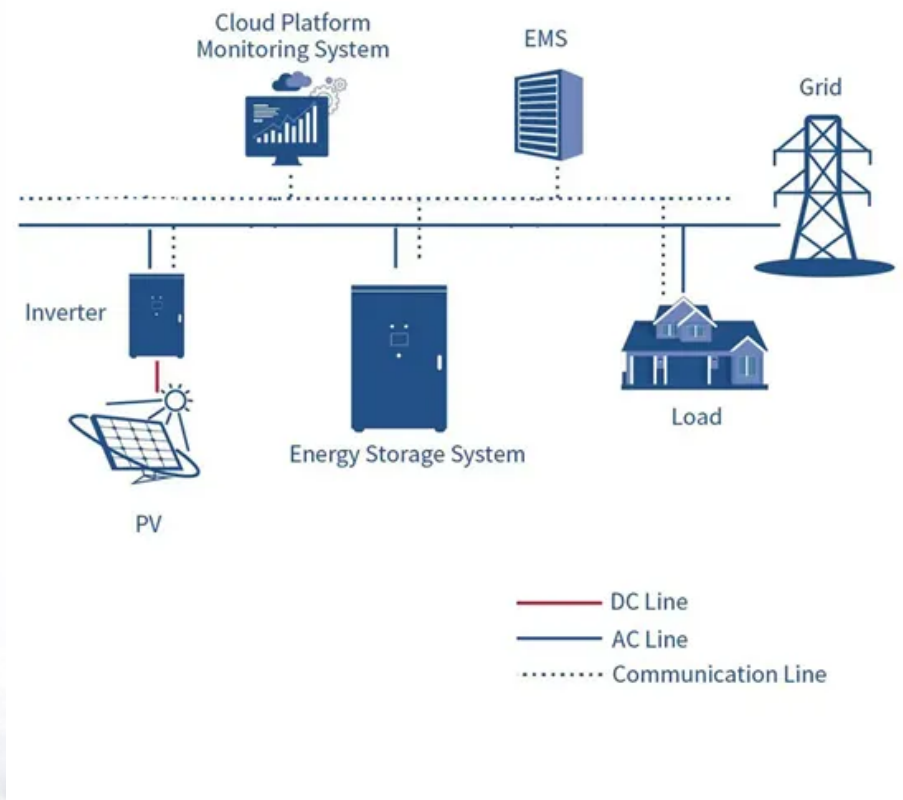 Cloud Platform
Monitoring System
EMS
Grid
Inverter
Load
Energy Storage System
PV
DC Line
AC Line
Communication Line